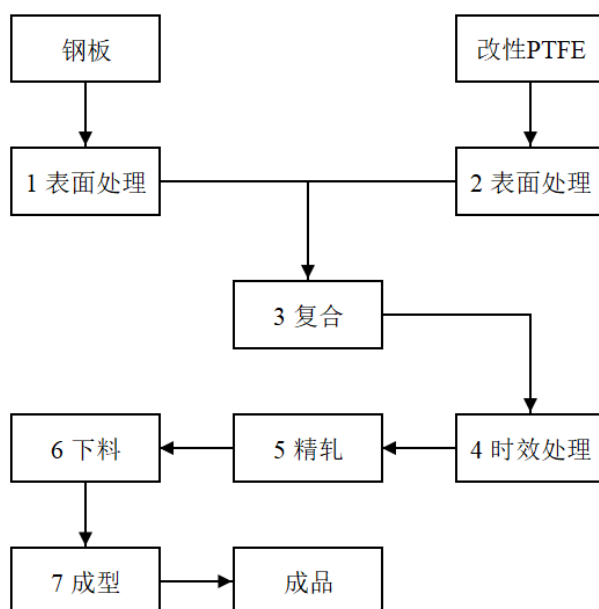 钢板
改性PTFE
1 表面处理
2 表面处理
3 复合
6 下料
5 精轧
4 时效处理
7 成型
成品